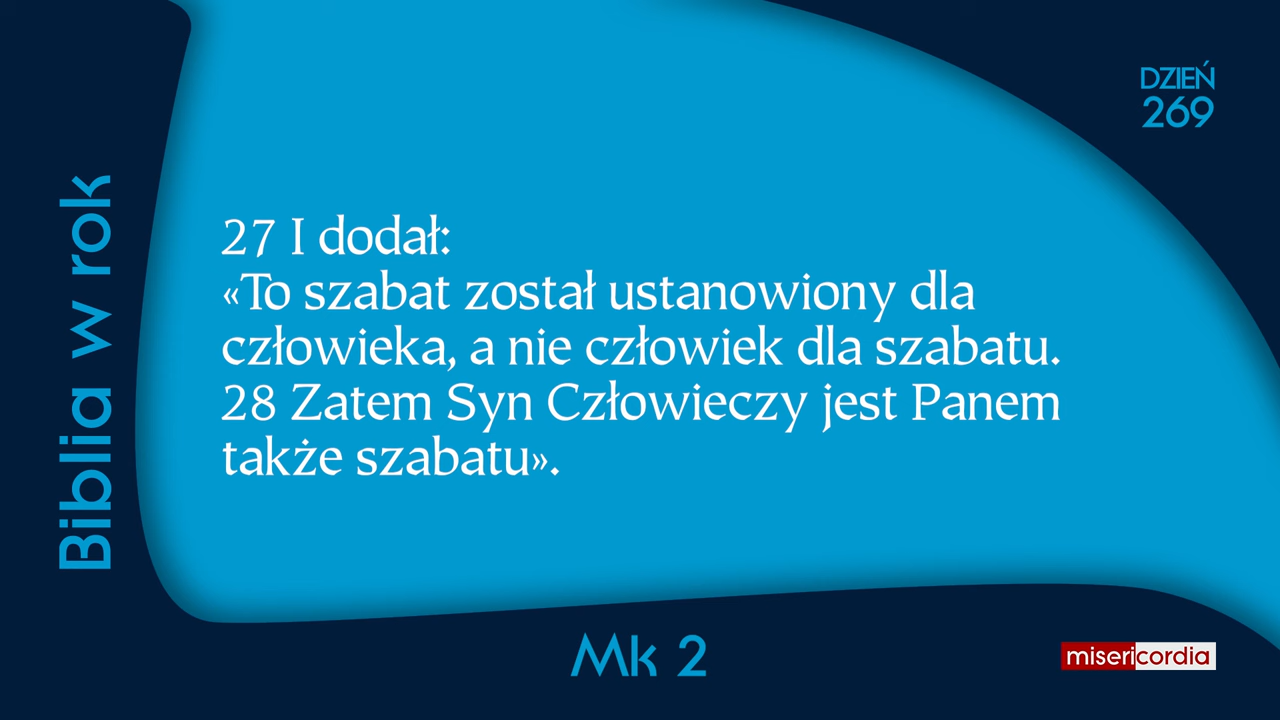 DZIEŃ
269
Biblia w rok
27 I dodał:
«To szabat został ustanowiony dla
człowieka, a nie człowiek dla szabatu.
28 Zatem Syn Człowieczy jest Panem
także szabatu».
Mk 2
misericordia